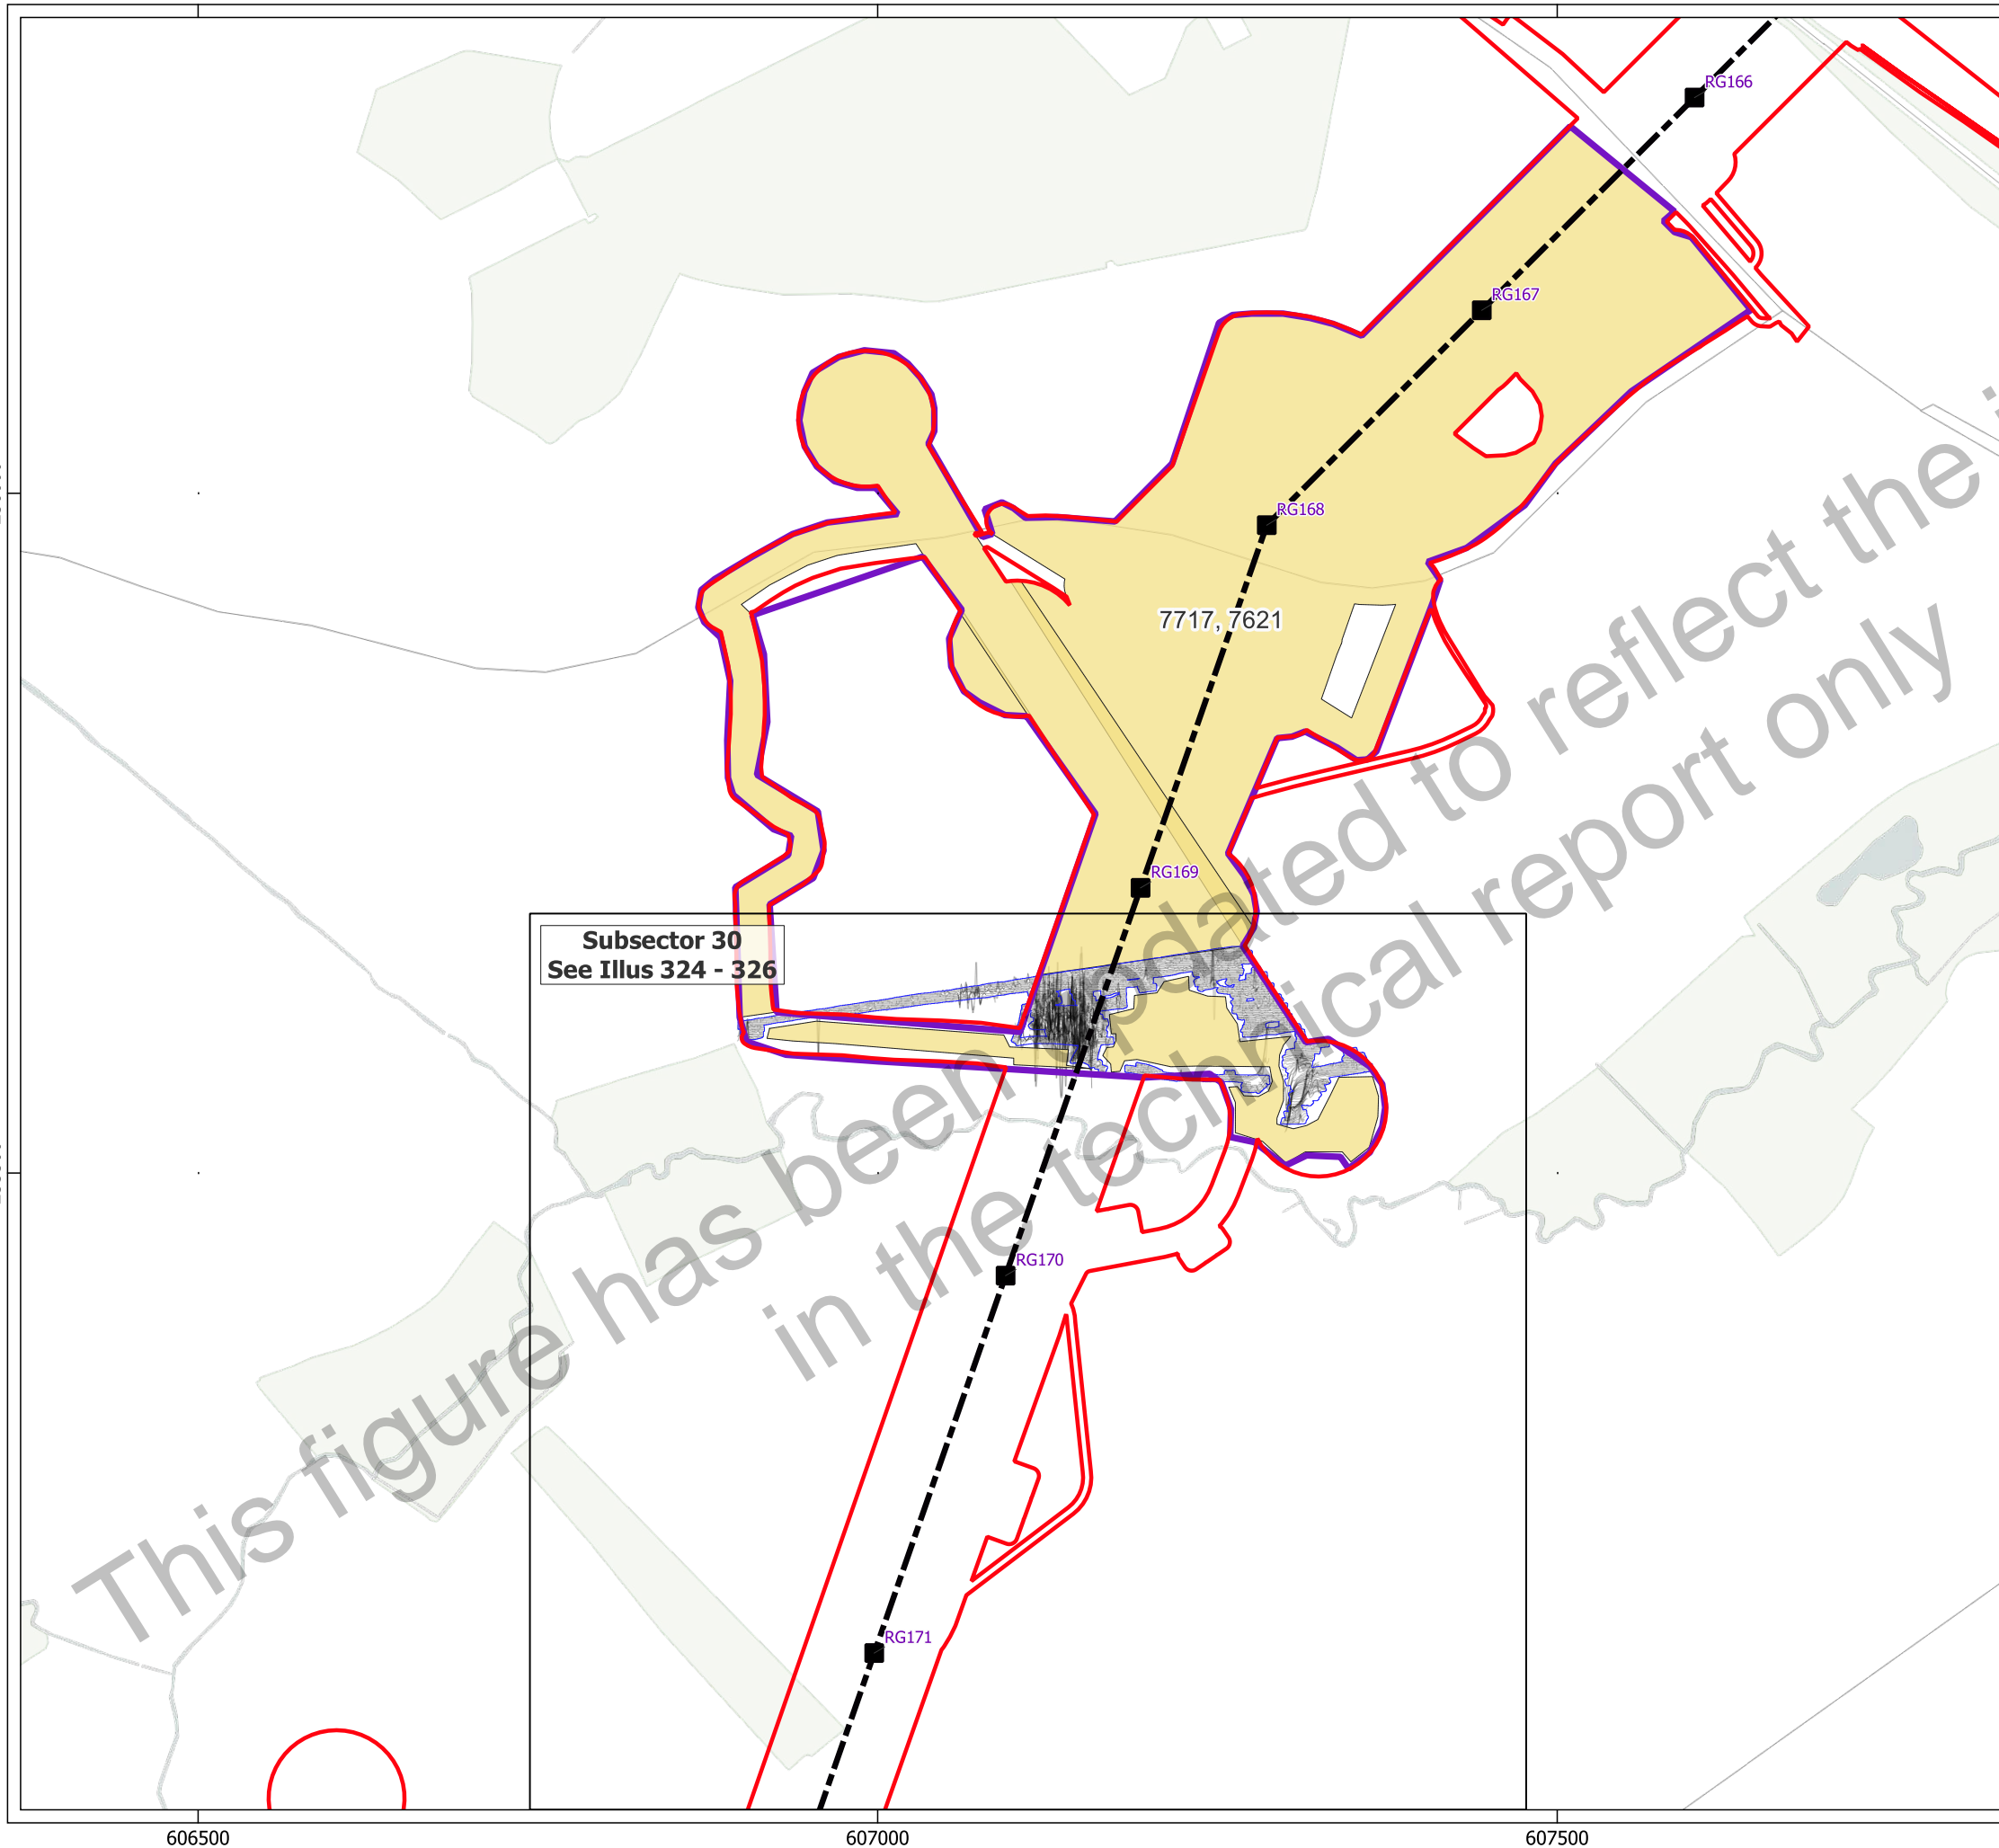 RG166
RG167
RG168
7717, 7621
RG169
Subsector 30
See Illus 324 - 326
RG170
RG171
This figure has been updated to reflect the
in the technical report only
606500
607000
607500